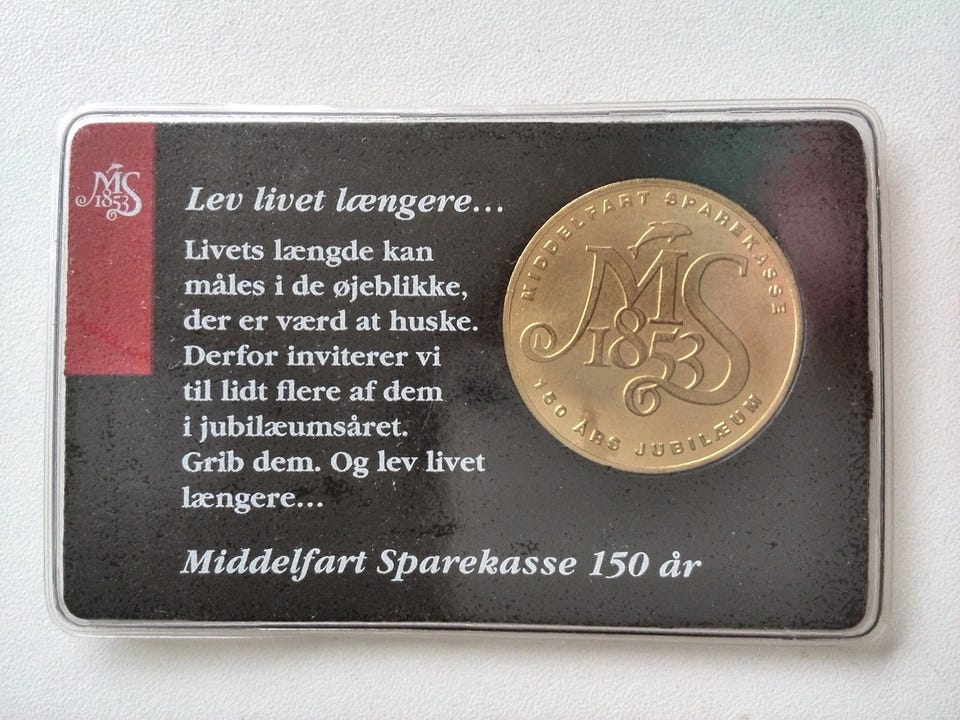 MS
1853
Lev livet længere...
Livets længde kan
måles i de øjeblikke,
der er værd at huske.
Derfor inviterer vi
til lidt flere af dem
i jubilæumsåret.
Grib dem. Og lev livet
længere...
Middelfart Sparekasse 150 år
MIDDELFART SPAREKASSE
MS
1853
150 ÅRS JUBILÆUM